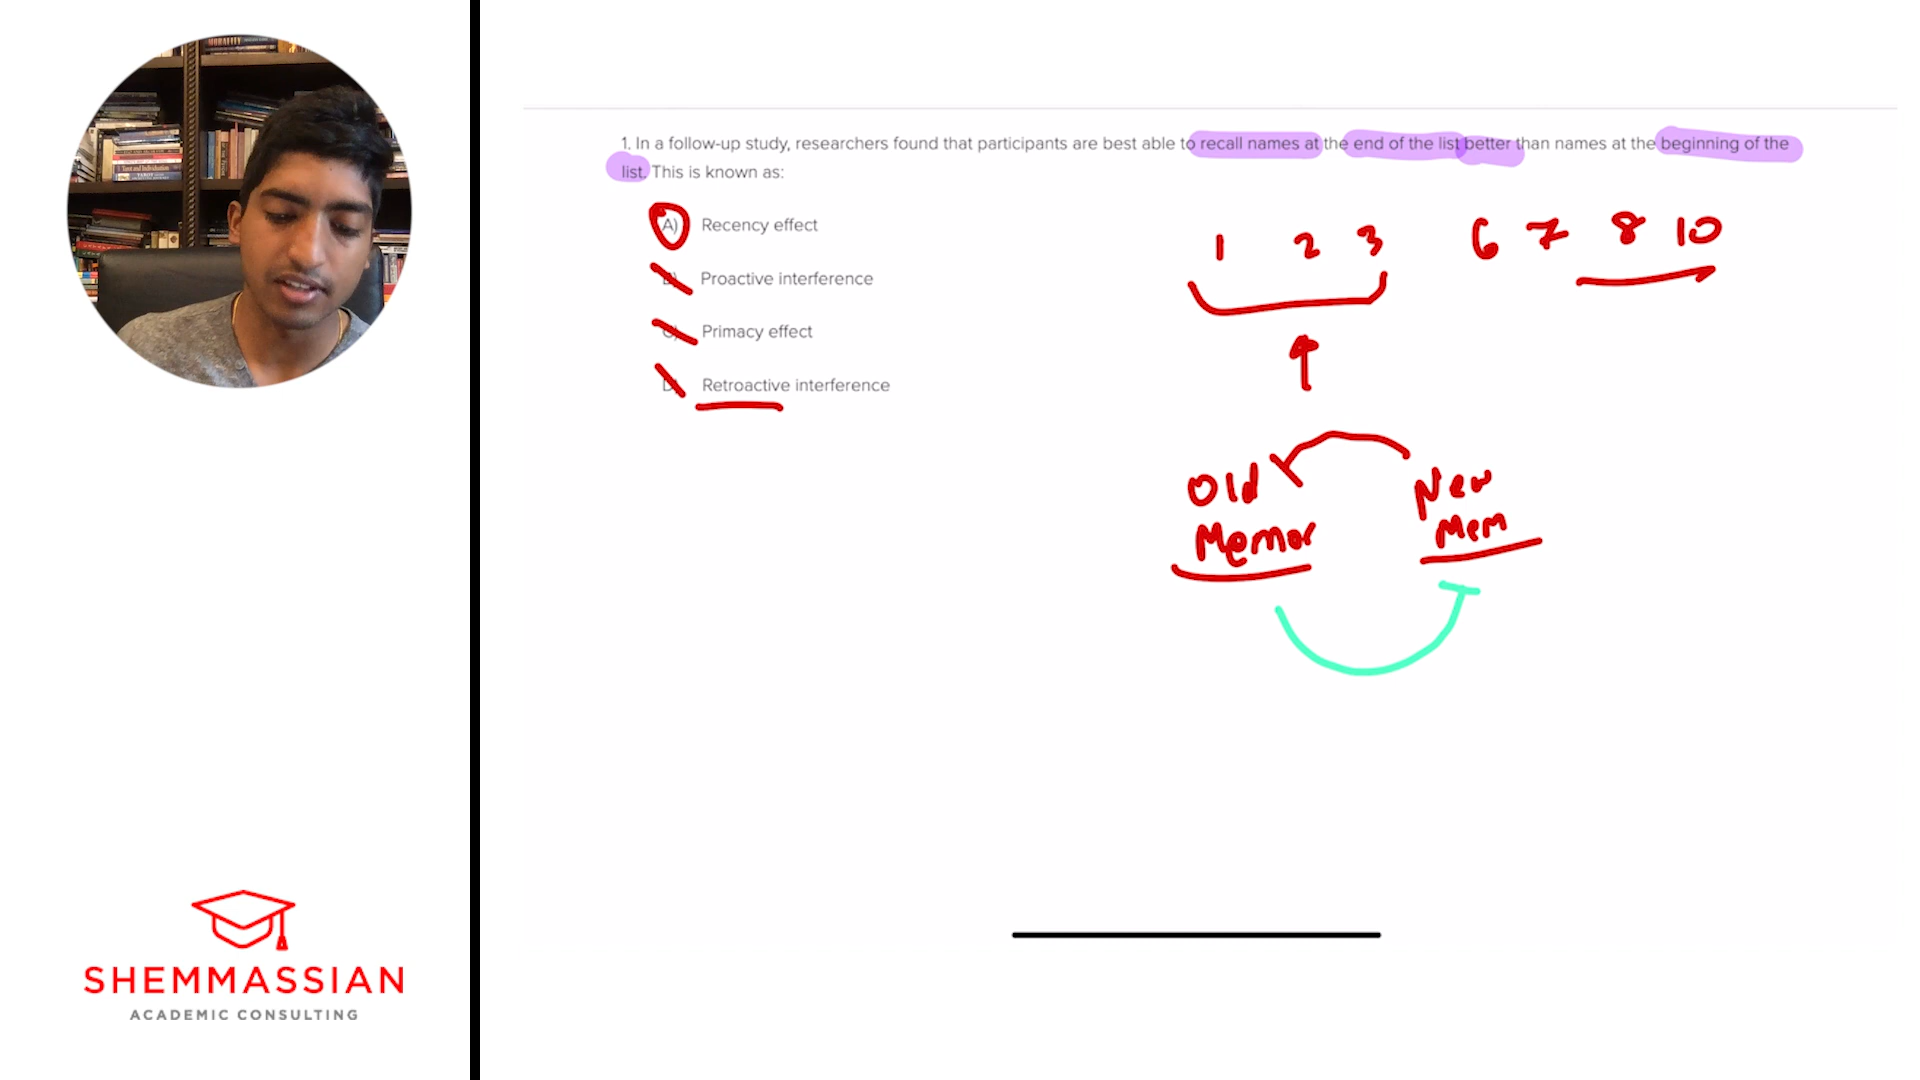 1. In a follow-up study, researchers found that participants are best able to recall names at the end of the list better than names at the beginning of the
list. This is known as:
A) Recency effect
Proactive interference
C) Primacy effect
D) Retroactive interference
1 2 3 6 7 8 10
Old New
Memor Mem
SHEMMASSIAN
ACADEMIC CONSULTING